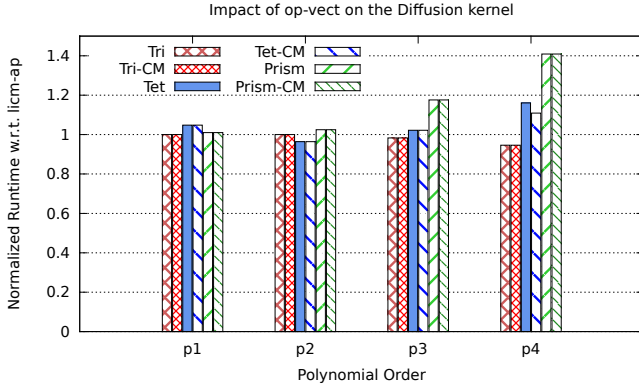 Impact of op-vect on the Diffusion kernel
Normalized Runtime w.r.t. licm-ap
1.4
1.2
1
0.8
0.6
0.4
0.2
0
Tri
Tri-CM
Tet
Tet-CM
Prism
Prism-CM
p1
p2
p3
p4
Polynomial Order